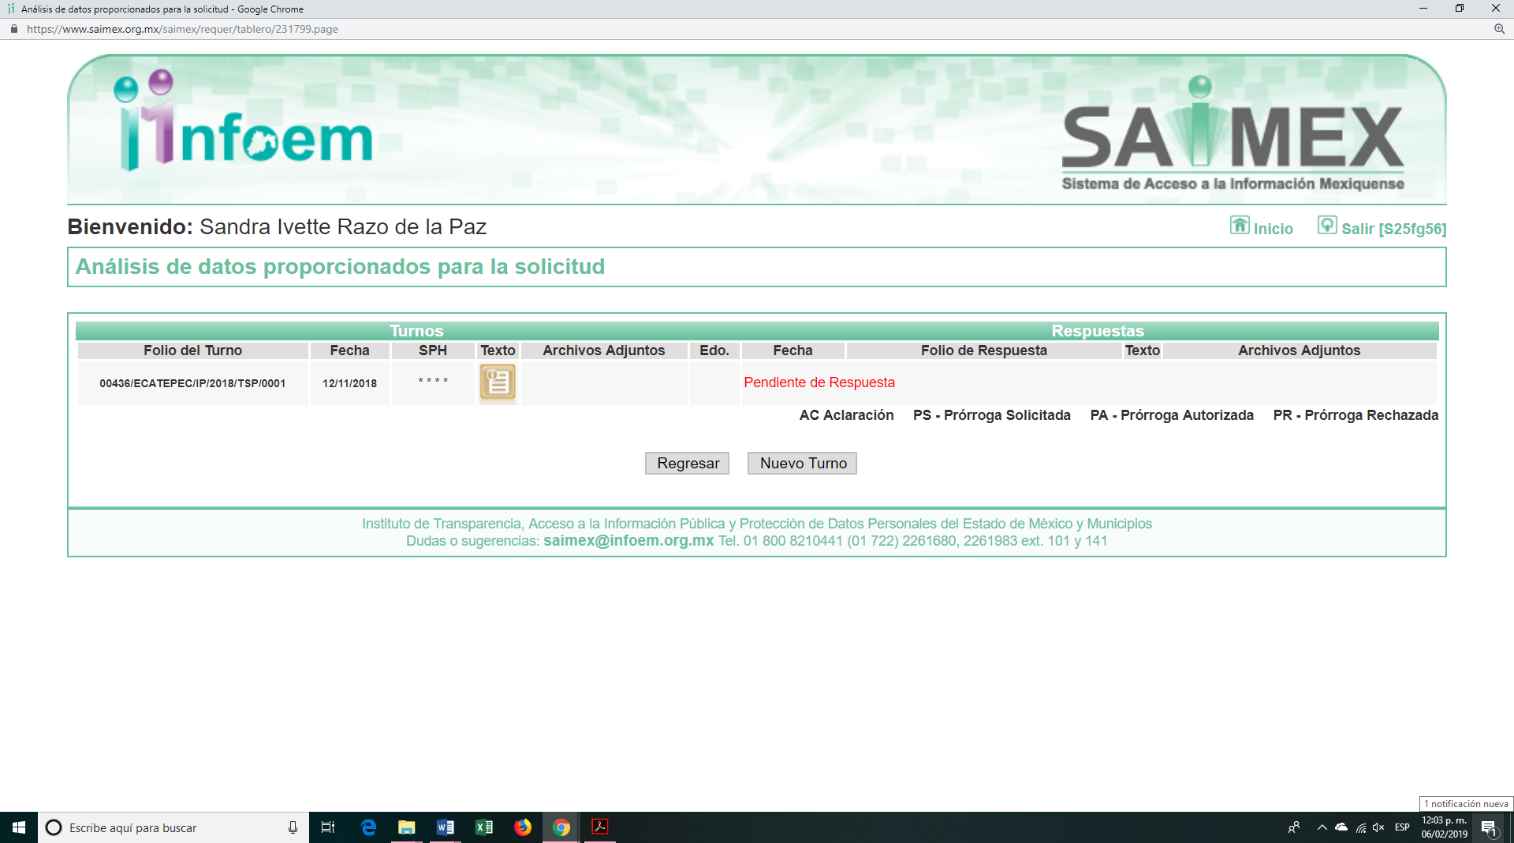 Análisis de datos proporcionados para la solicitud - Google Chrome
https://www.saimex.org.mx/saimex/requer/tablero/231799.page
infoem
SAIMEX
Sistema de Acceso a la Información Mexiquense
Bienvenido: Sandra Ivette Razo de la Paz
Inicio Salir [S25fg56]
Análisis de datos proporcionados para la solicitud
Turnos Respuestas
Folio del Turno Fecha SPH Texto Archivos Adjuntos Edo. Fecha Folio de Respuesta Texto Archivos Adjuntos
00436/ECATEPEC/IP/2018/TSP/0001 12/11/2018 * * * * Pendiente de Respuesta
AC Aclaración PS - Prórroga Solicitada PA - Prórroga Autorizada PR - Prórroga Rechazada
Regresar Nuevo Turno
Instituto de Transparencia, Acceso a la Información Pública y Protección de Datos Personales del Estado de México y Municipios
Dudas o sugerencias: saimex@infoem.org.mx Tel. 01 800 8210441 (01 722) 2261680, 2261983 ext. 101 y 141
1 notificación nueva
Escribe aquí para buscar
ESP
12:03 p. m.
06/02/2019
1